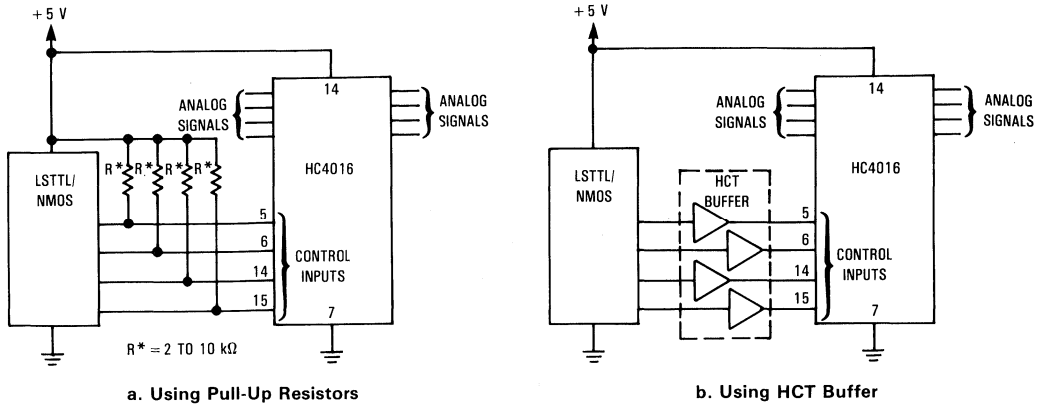 +5 V
14
ANALOG
SIGNALS
ANALOG
SIGNALS
R* R* R* R*
HC4016
LSTTL/
NMOS
5
6
14
15
CONTROL
INPUTS
7
R* = 2 TO 10 kΩ
a. Using Pull-Up Resistors
+5 V
14
ANALOG
SIGNALS
ANALOG
SIGNALS
HC4016
LSTTL/
NMOS
HCT
BUFFER
5
6
14
15
CONTROL
INPUTS
7
b. Using HCT Buffer